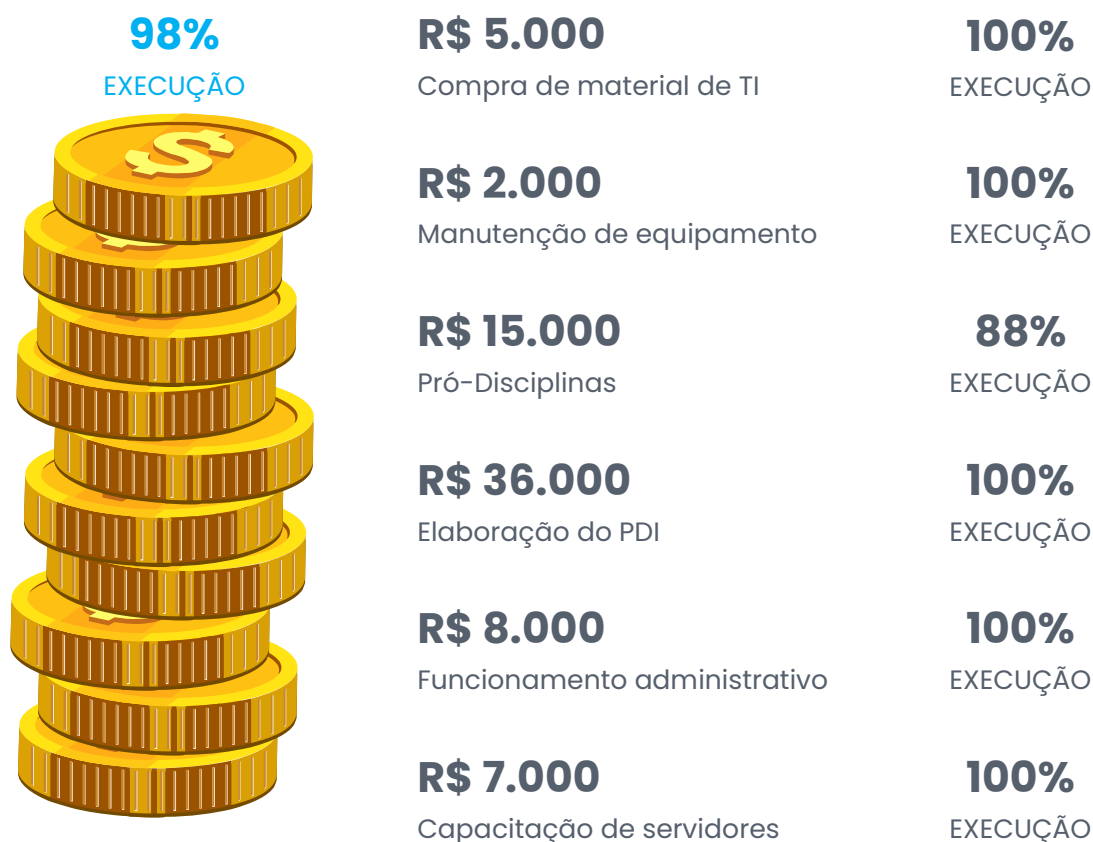 98%
EXECUÇÃO
R$ 5.000
Compra de material de TI
100%
EXECUÇÃO
R$ 2.000
Manutenção de equipamento
100%
EXECUÇÃO
R$ 15.000
Pró-Disciplinas
88%
EXECUÇÃO
R$ 36.000
Elaboração do PDI
100%
EXECUÇÃO
R$ 8.000
Funcionamento administrativo
100%
EXECUÇÃO
R$ 7.000
Capacitação de servidores
100%
EXECUÇÃO